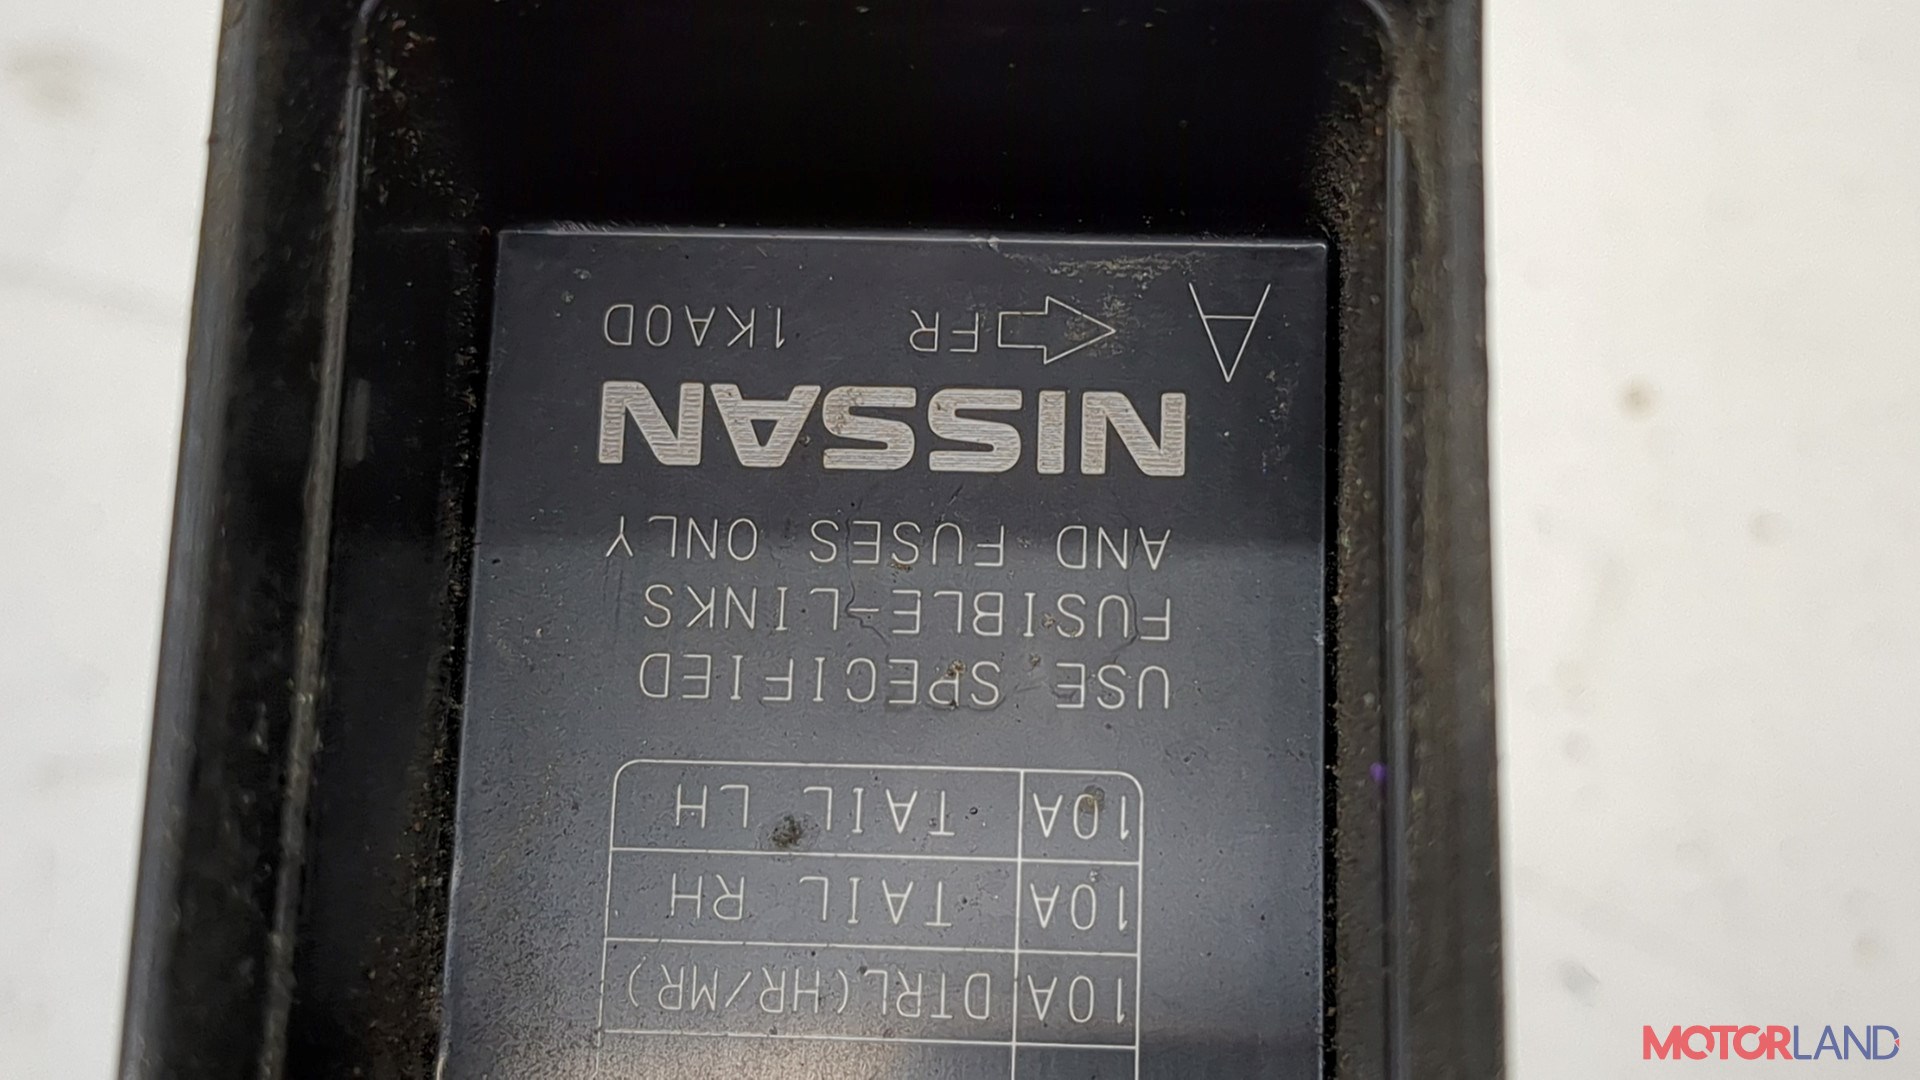 10A DTRL(HR/MR)
10A TAIL RH
10A TAIL LH
USE SPECIFIED
FUSIBLE-LINKS
AND FUSES ONLY
NISSAN
A ⇦FR 1KA0D
MOTORLAND